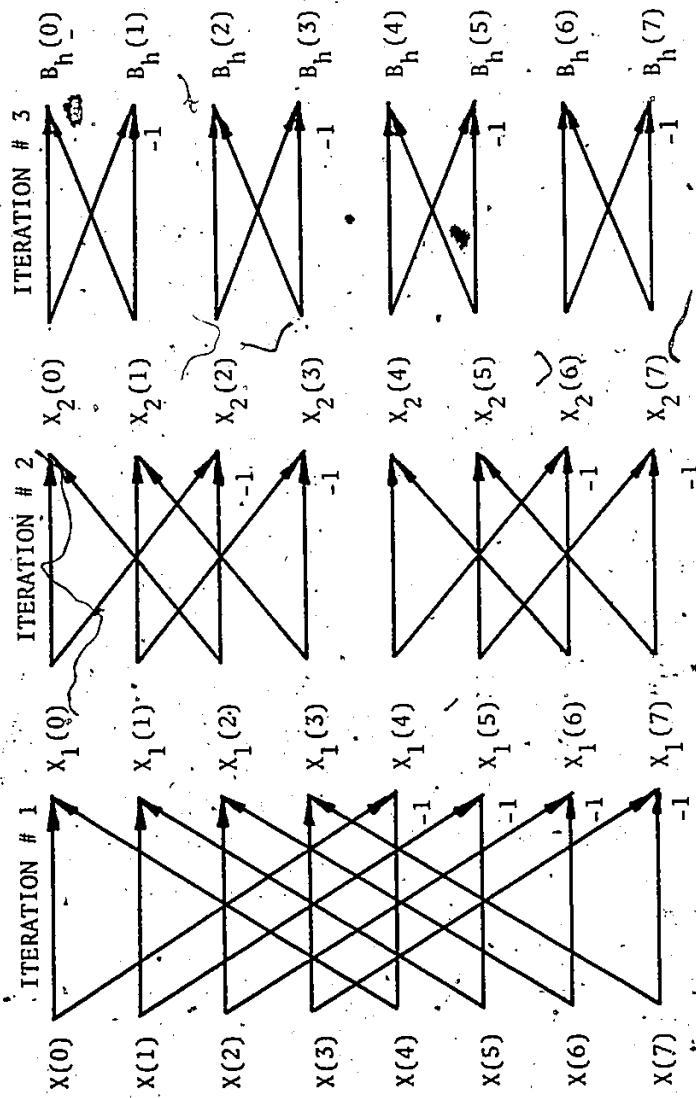 ITERATION # 1 ITERATION # 2 ITERATION # 3
X(0) X₁(0) X₂(0) Bₕ(0)
X(1) X₁(1) X₂(1) Bₕ(1)
-1
X(2) X₁(2) X₂(2) Bₕ(2)
-1
X(3) X₁(3) X₂(3) Bₕ(3)
-1 -1
X(4) X₁(4) X₂(4) Bₕ(4)
-1
X(5) X₁(5) X₂(5) Bₕ(5)
-1 -1
X(6) X₁(6) X₂(6) Bₕ(6)
-1 -1
X(7) X₁(7) X₂(7) Bₕ(7)
-1 -1 -1